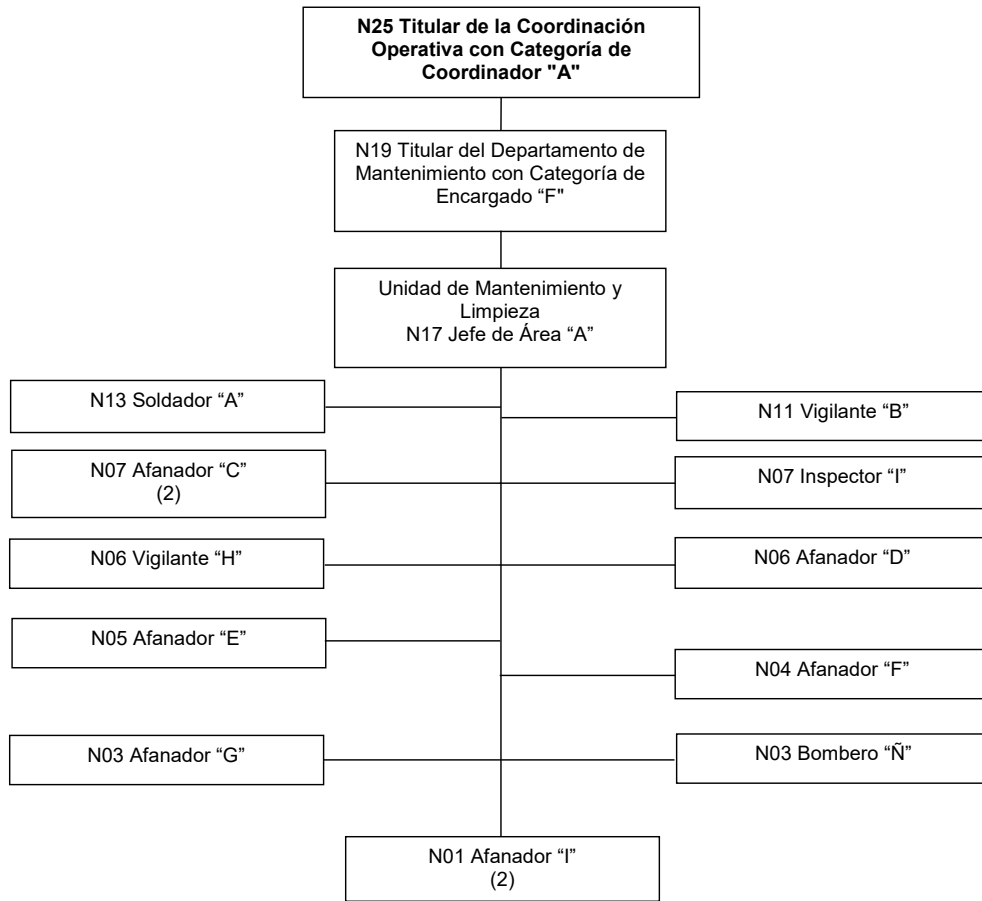 N25 Titular de la Coordinación
Operativa con Categoría de
Coordinador "A"
N19 Titular del Departamento de
Mantenimiento con Categoría de
Encargado “F"
Unidad de Mantenimiento y
Limpieza
N17 Jefe de Área “A”
N13 Soldador “A”
N11 Vigilante “B”
N07 Afanador “C”
(2)
N07 Inspector “I”
N06 Vigilante “H”
N06 Afanador “D”
N05 Afanador “E”
N04 Afanador “F”
N03 Afanador “G”
N03 Bombero “Ñ”
N01 Afanador “I”
(2)